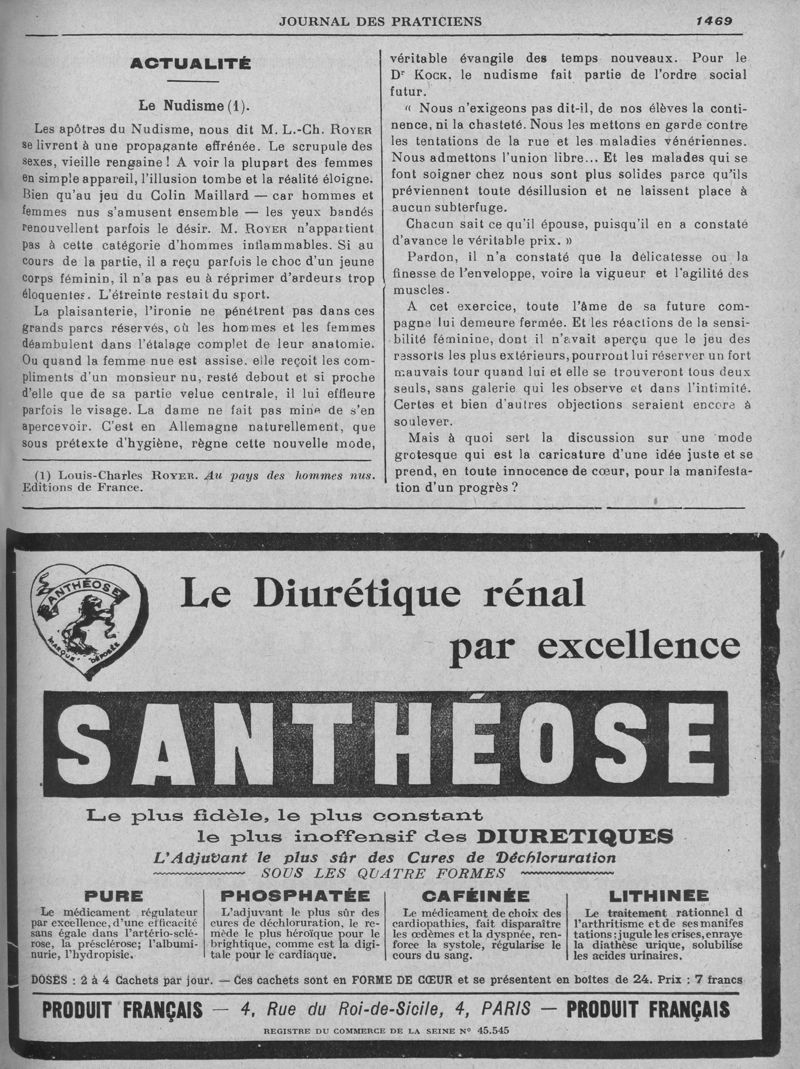 JOURNAL DES PRATICIENS
1469
ACTUALITÉ
Le Nudisme (1).
Les apôtres du Nudisme, nous dit M. L.-Ch. ROYER
se livrent à une propagante effrénée. Le scrupule des
sexes, vieille rengaine ! A voir la plupart des femmes
en simple appareil, l'illusion tombe et la réalité éloigne.
Bien qu'au jeu du Colin Maillard — car hommes et
femmes nus s'amusent ensemble — les yeux bandés
renouvellent parfois le désir. M. ROYER n'appartient
pas à cette catégorie d'hommes inflammables. Si au
cours de la partie, il a reçu parfois le choc d'un jeune
corps féminin, il n'a pas eu à réprimer d'ardeurs trop
éloquentes. L'étreinte restait du sport.
La plaisanterie, l'ironie ne pénétrent pas dans ces
grands parcs réservés, où les hommes et les femmes
déambulent dans l'étalage complet de leur anatomie.
Ou quand la femme nue est assise, elle reçoit les com-
pliments d'un monsieur nu, resté debout et si proche
d'elle que de sa partie velue centrale, il lui effleure
parfois le visage. La dame ne fait pas mine de s'en
apercevoir. C'est en Allemagne naturellement, que
sous prétexte d'hygiène, règne cette nouvelle mode,
(1) Louis-Charles ROYER. Au pays des hommes nus.
Editions de France.
véritable évangile des temps nouveaux. Pour le
Dr KOCK, le nudisme fait partie de l'ordre social
futur.
« Nous n'exigeons pas dit-il, de nos élèves la conti-
nence, ni la chasteté. Nous les mettons en garde contre
les tentations de la rue et les maladies vénériennes.
Nous admettons l'union libre... Et les malades qui se
font soigner chez nous sont plus solides parce qu'ils
préviennent toute désillusion et ne laissent place à
aucun subterfuge.
Chacun sait ce qu'il épouse, puisqu'il en a constaté
d'avance le véritable prix. »
Pardon, il n'a constaté que la délicatesse ou la
finesse de l'enveloppe, voire la vigueur et l'agilité des
muscles.
A cet exercice, toute l'âme de sa future com-
pagne lui demeure fermée. Et les réactions de la sensi-
bilité féminine, dont il n'avait aperçu que le jeu des
ressorts les plus extérieurs, pourront lui réserver un fort
mauvais tour quand lui et elle se trouveront tous deux
seuls, sans galerie qui les observe et dans l'intimité.
Certes et bien d'autres objections seraient encore à
soulever.
Mais à quoi sert la discussion sur une mode
grotesque qui est la caricature d'une idée juste et se
prend, en toute innocence de cœur, pour la manifesta-
tion d'un progrès ?
SANTHÉOSE
MARQUE DÉPOSÉE
Le Diurétique rénal
par excellence
SANTHÉOSE
Le plus fidèle, le plus constant
le plus inoffensif des DIURETIQUES
L'Adjuvant le plus sûr des Cures de Déchloruration
SOUS LES QUATRE FORMES
PURE
Le médicament régulateur
par excellence, d'une efficacité
sans égale dans l'artério-sclé-
rose, la présclérose; l'albumi-
nurie, l'hydropisie.
PHOSPHATÉE
L'adjuvant le plus sûr des
cures de déchloruration, le re-
mède le plus héroïque pour le
brightique, comme est la digi-
tale pour le cardiaque.
CAFÉINÉE
Le médicament de choix des
cardiopathies, fait disparaître
les œdèmes et la dyspnée, ren-
force la systole, régularise le
cours du sang.
LITHINEE
Le traitement rationnel d
l'arthritisme et de ses manifes
tations; jugule les crises, enraye
la diathèse urique, solubilise
les acides urinaires.
DOSES : 2 à 4 Cachets par jour. — Ces cachets sont en FORME DE CŒUR et se présentent en boîtes de 24. Prix : 7 francs
PRODUIT FRANÇAIS — 4, Rue du Roi-de-Sicile, 4, PARIS — PRODUIT FRANÇAIS
REGISTRE DU COMMERCE DE LA SEINE N° 45.545